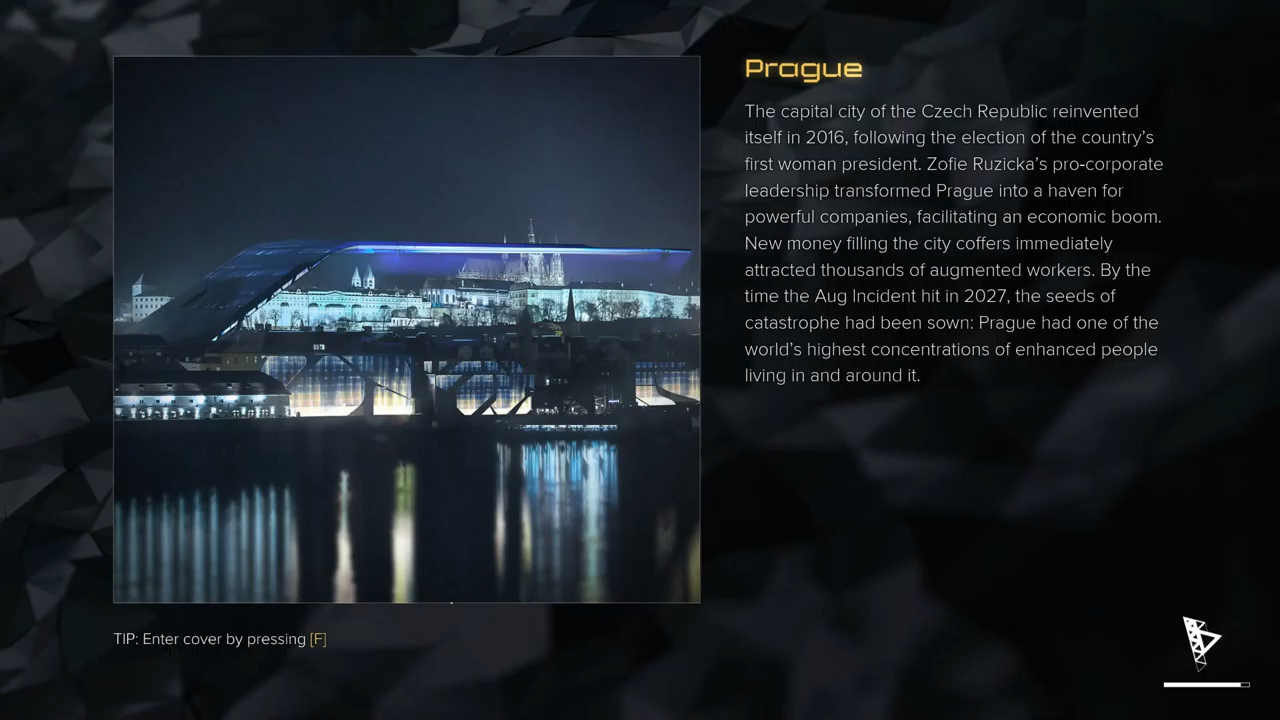 Prague
The capital city of the Czech Republic reinvented
itself in 2016, following the election of the country's
first woman president. Zofie Ruzicka's pro-corporate
leadership transformed Prague into a haven for
powerful companies, facilitating an economic boom.
New money filling the city coffers immediately
attracted thousands of augmented workers. By the
time the Aug Incident hit in 2027, the seeds of
catastrophe had been sown: Prague had one of the
world's highest concentrations of enhanced people
living in and around it.
TIP: Enter cover by pressing [F]